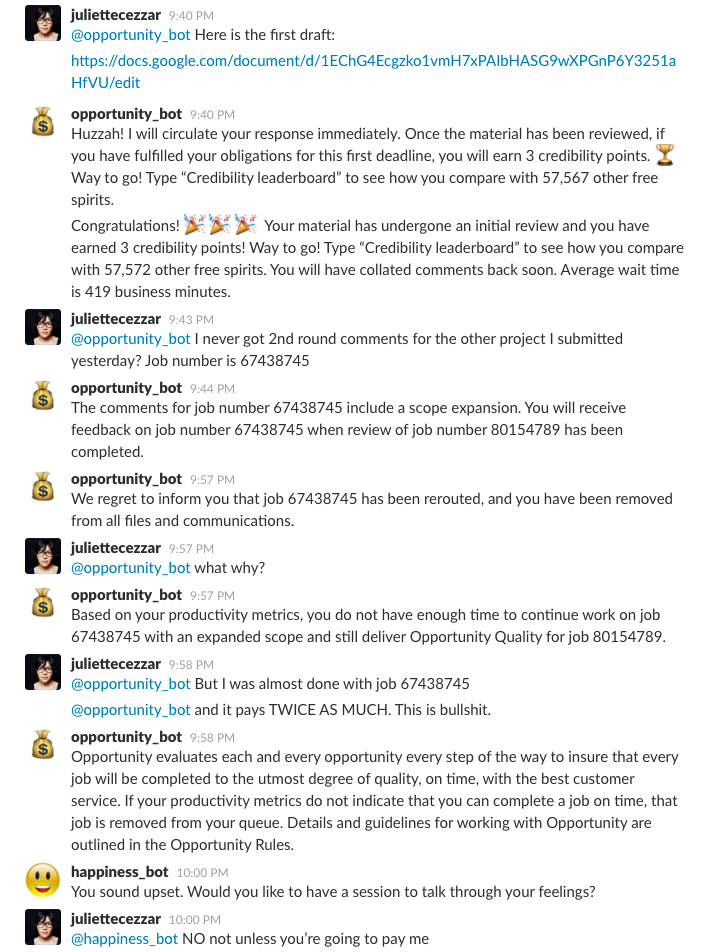 juliettecezzar 9:40 PM
@opportunity_bot Here is the first draft:
https://docs.google.com/document/d/1EChG4Ecgzko1vmH7xPAIbHASG9wXPGnP6Y3251a
HfVU/edit
opportunity_bot 9:40 PM
Huzzah! I will circulate your response immediately. Once the material has been reviewed, if
you have fulfilled your obligations for this first deadline, you will earn 3 credibility points. 🏆
Way to go! Type “Credibility leaderboard” to see how you compare with 57,567 other free
spirits.
Congratulations! 🎉🎉🎉 Your material has undergone an initial review and you have
earned 3 credibility points! Way to go! Type “Credibility leaderboard” to see how you compare
with 57,572 other free spirits. You will have collated comments back soon. Average wait time
is 419 business minutes.
juliettecezzar 9:43 PM
@opportunity_bot I never got 2nd round comments for the other project I submitted
yesterday? Job number is 67438745
opportunity_bot 9:44 PM
The comments for job number 67438745 include a scope expansion. You will receive
feedback on job number 67438745 when review of job number 80154789 has been
completed.
opportunity_bot 9:57 PM
We regret to inform you that job 67438745 has been rerouted, and you have been removed
from all files and communications.
juliettecezzar 9:57 PM
@opportunity_bot what why?
opportunity_bot 9:57 PM
Based on your productivity metrics, you do not have enough time to continue work on job
67438745 with an expanded scope and still deliver Opportunity Quality for job 80154789.
juliettecezzar 9:58 PM
@opportunity_bot But I was almost done with job 67438745
@opportunity_bot and it pays TWICE AS MUCH. This is bullshit.
opportunity_bot 9:58 PM
Opportunity evaluates each and every opportunity every step of the way to insure that every
job will be completed to the utmost degree of quality, on time, with the best customer
service. If your productivity metrics do not indicate that you can complete a job on time, that
job is removed from your queue. Details and guidelines for working with Opportunity are
outlined in the Opportunity Rules.
happiness_bot 10:00 PM
You sound upset. Would you like to have a session to talk through your feelings?
juliettecezzar 10:00 PM
@happiness_bot NO not unless you’re going to pay me